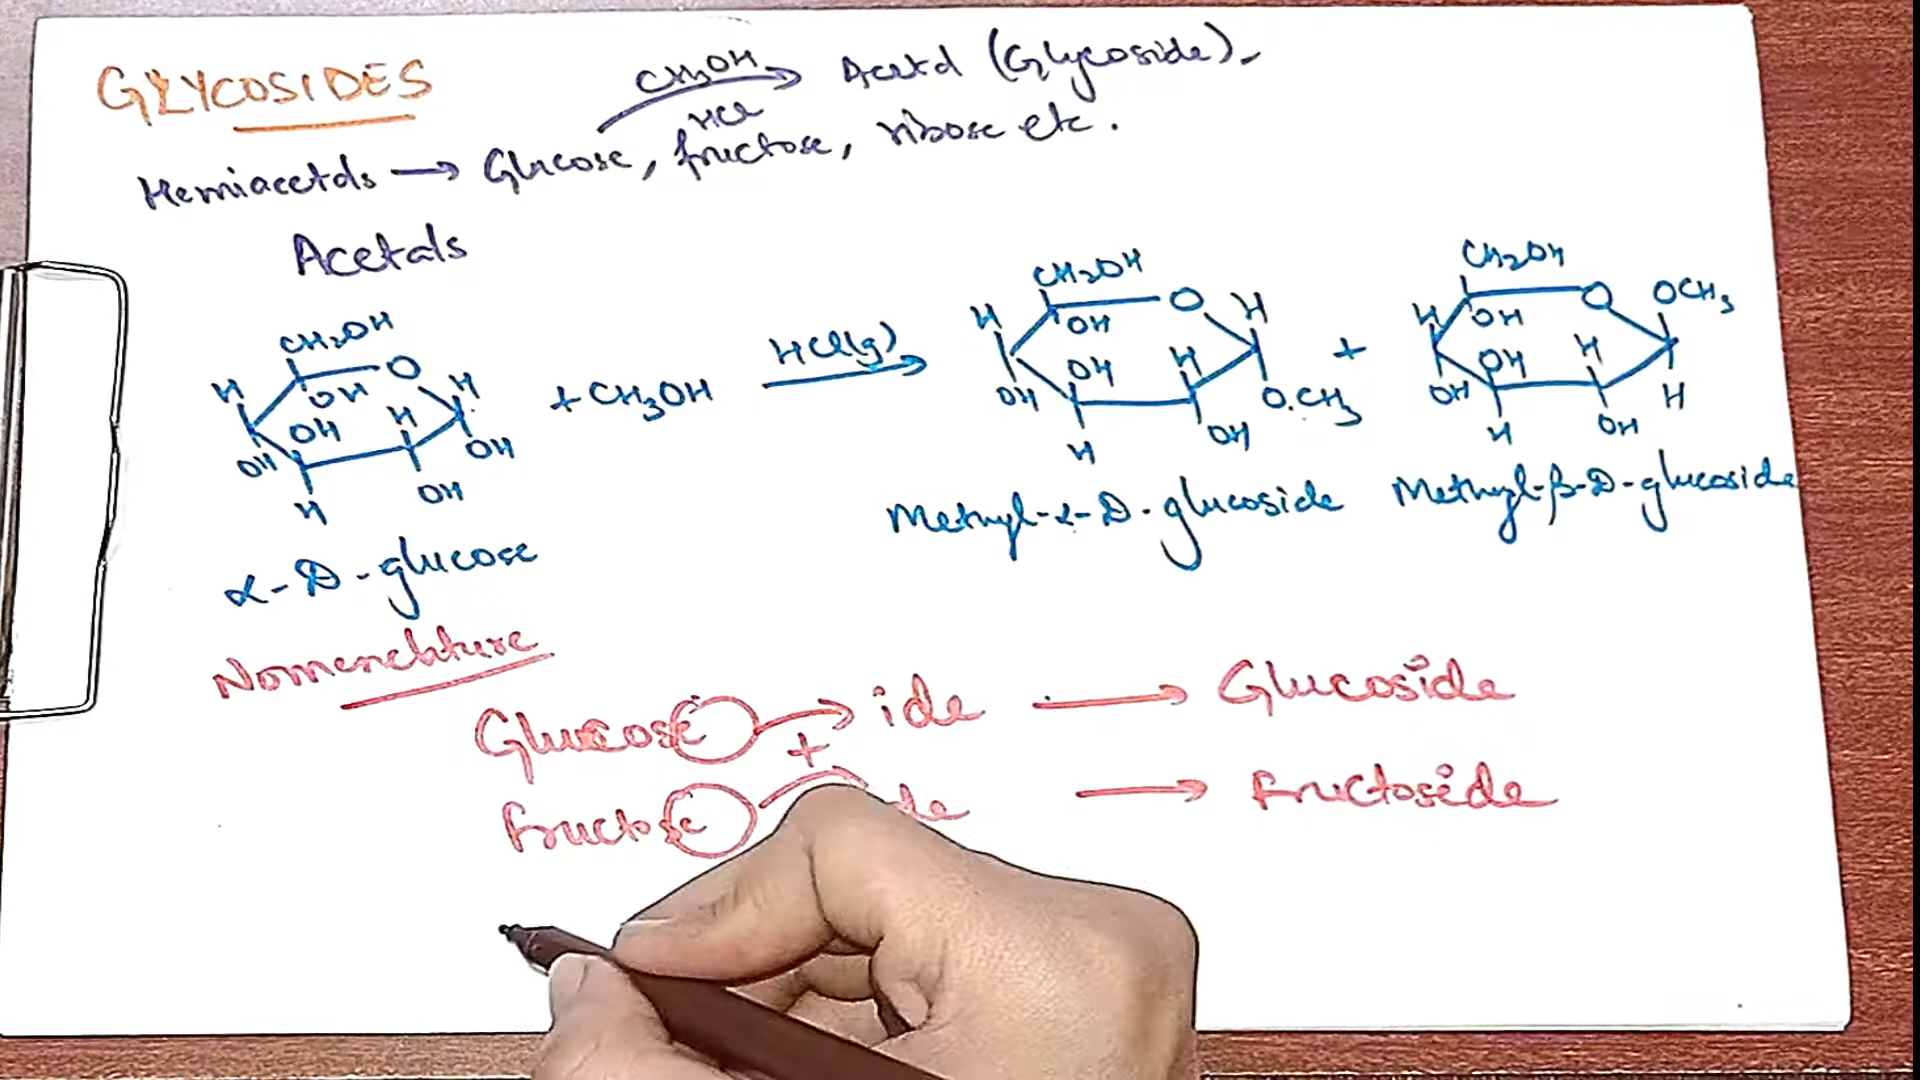 GLYCOSIDES
CH3OH
HCl
Acetal (Glycoside)
Hemiacetals → Glucose, fructose, ribose etc.
Acetals
CH2OH
O
H
H
OH
H
OH
OH
OH
H
OH
+ CH3OH
HCl(g)
CH2OH
O
H
H
OH
OH
H
OH
O.CH3
OH
H
+
CH2OH
O
OCH3
H
OH
H
OH
OH
H
OH
H
α-D-glucose
Methyl-α-D-glucoside
Methyl-β-D-glucoside
Nomenclature
Glucose → ide → Glucoside
+
fructose → de → fructoside